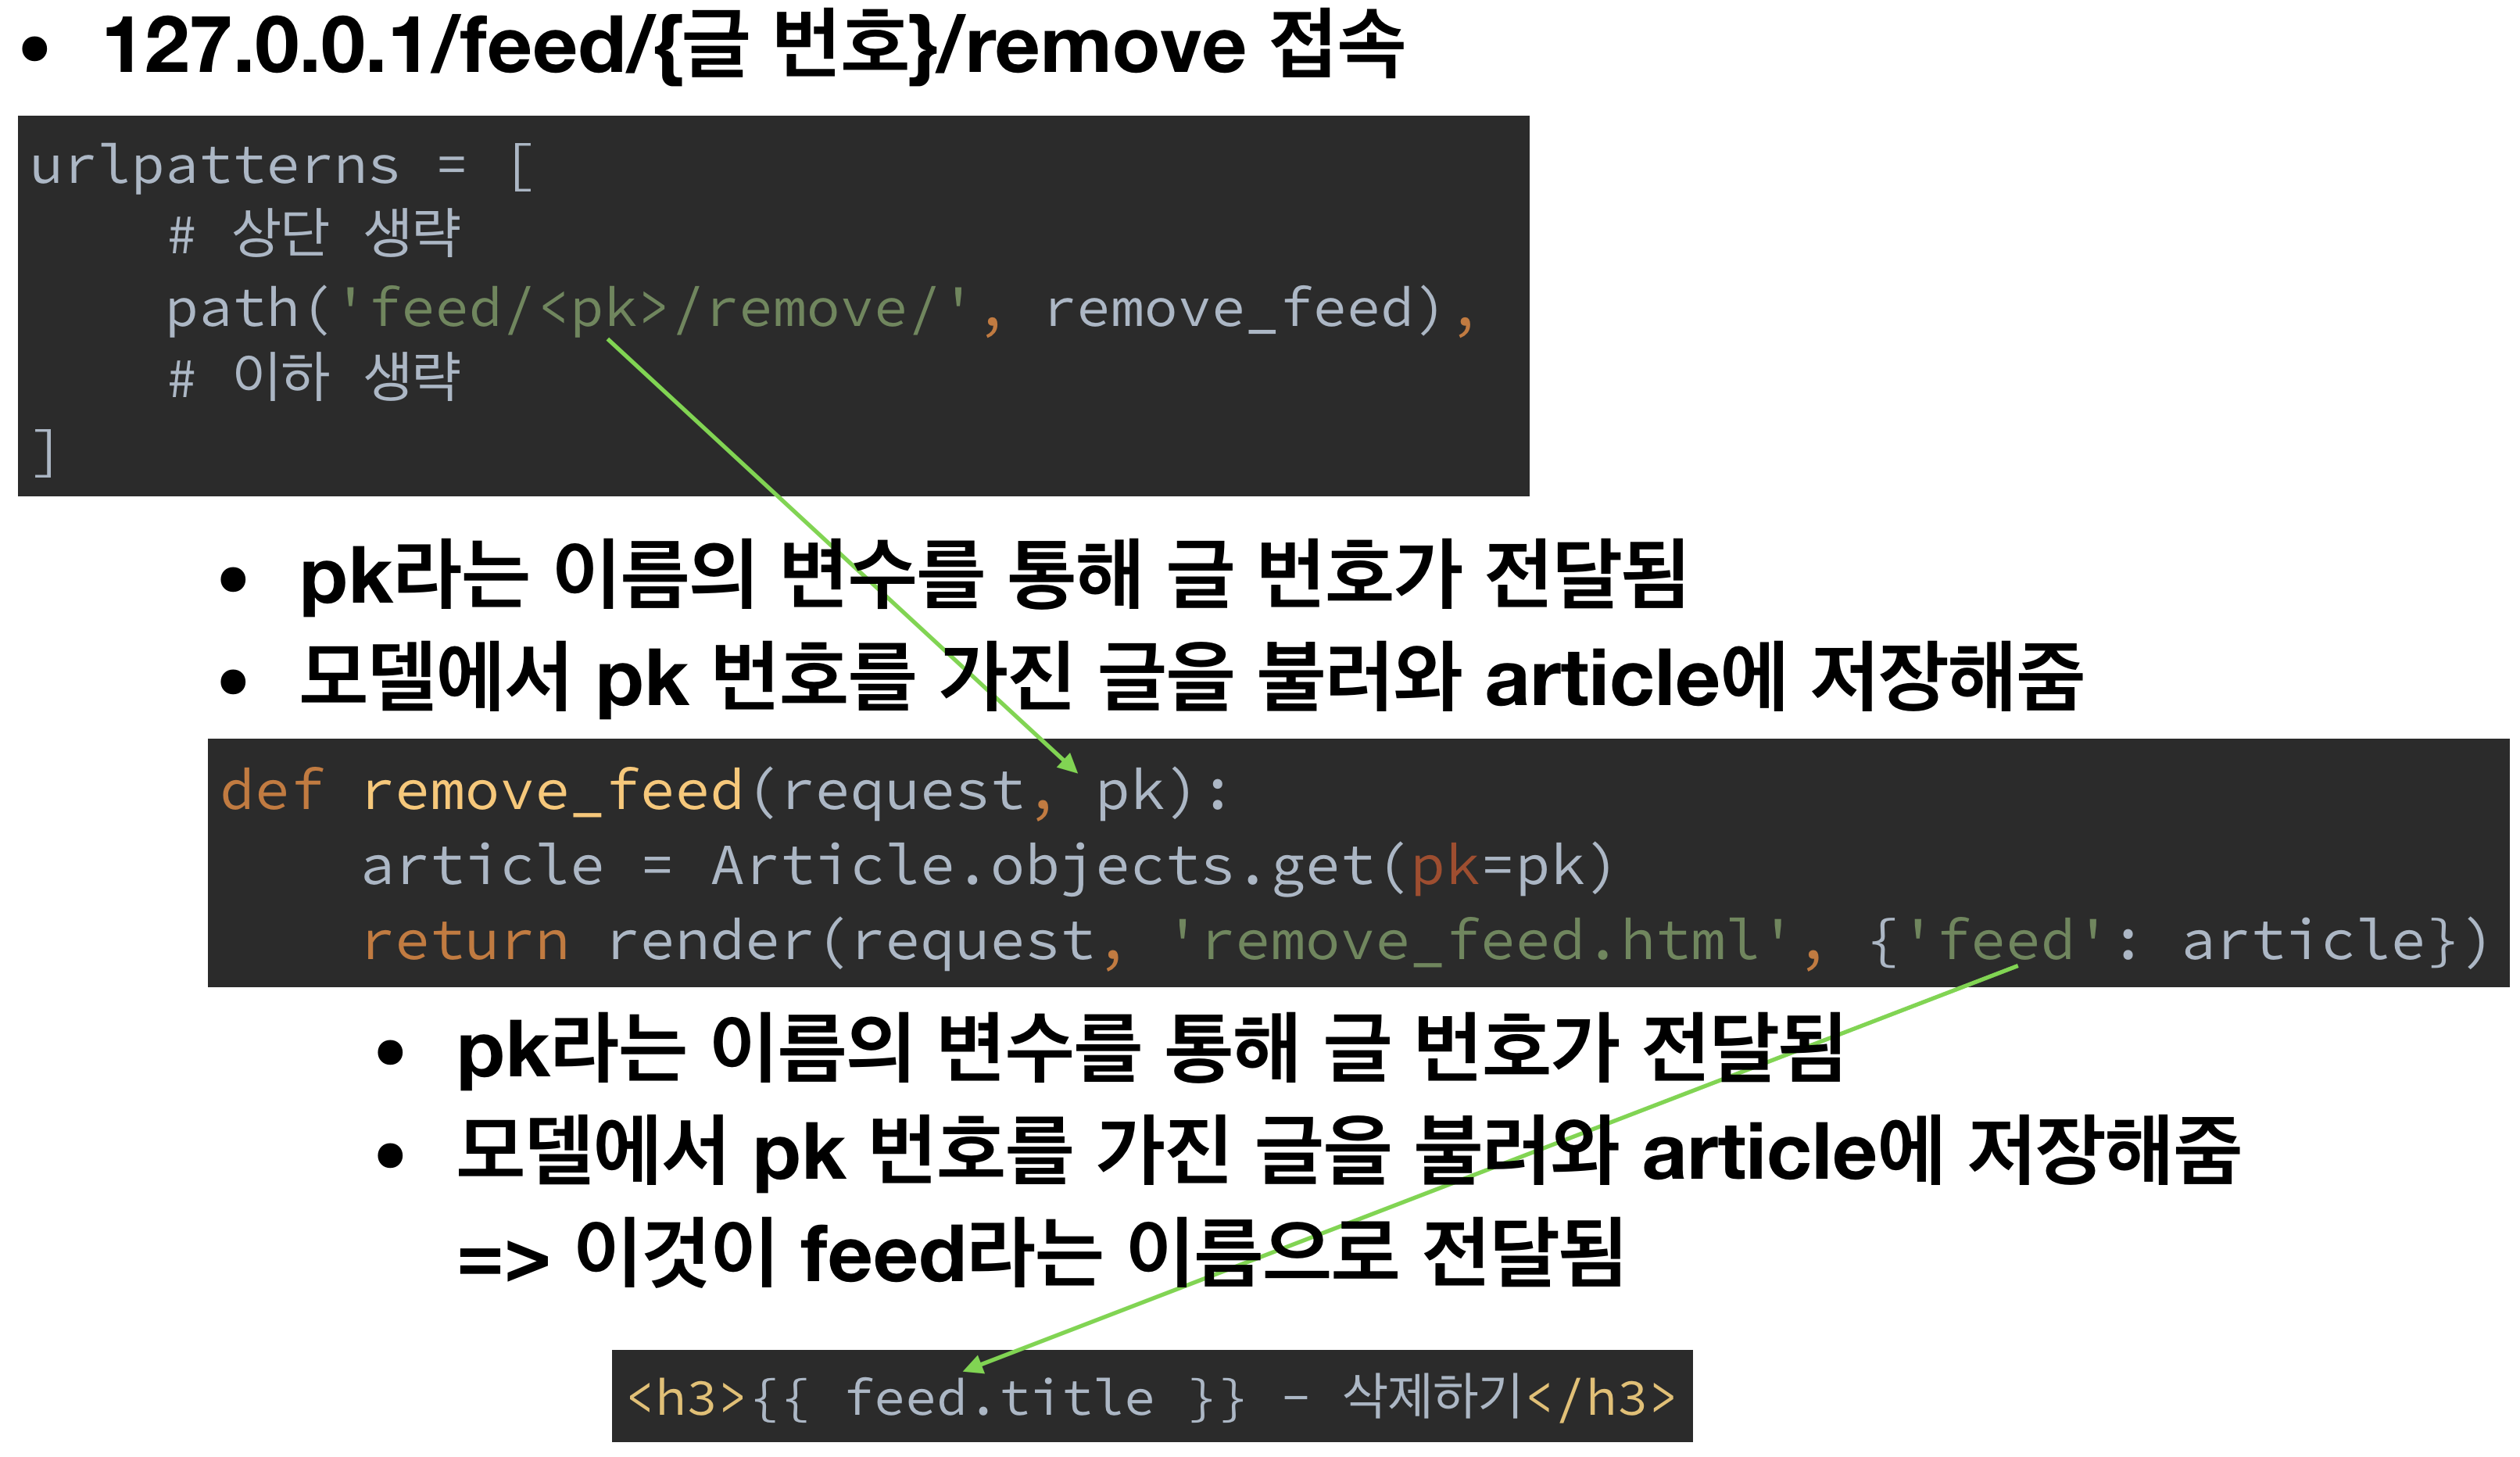 • 127.0.0.1/feed/{글 번호}/remove 접속
urlpatterns = [
    # 상단 생략
    path('feed/<pk>/remove/', remove_feed),
    # 이하 생략
]
• pk라는 이름의 변수를 통해 글 번호가 전달됨
• 모델에서 pk 번호를 가진 글을 불러와 article에 저장해줌
def remove_feed(request, pk):
    article = Article.objects.get(pk=pk)
    return render(request, 'remove_feed.html', {'feed': article})
• pk라는 이름의 변수를 통해 글 번호가 전달됨
• 모델에서 pk 번호를 가진 글을 불러와 article에 저장해줌
=> 이것이 feed라는 이름으로 전달됨
<h3>{{ feed.title }} - 삭제하기</h3>